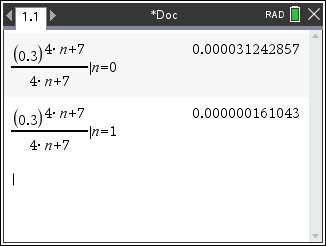 1.1 *Doc RAD
(0.3)^(4·n+7)/(4·n+7)|n=0 0.000031242857
(0.3)^(4·n+7)/(4·n+7)|n=1 0.000000161043